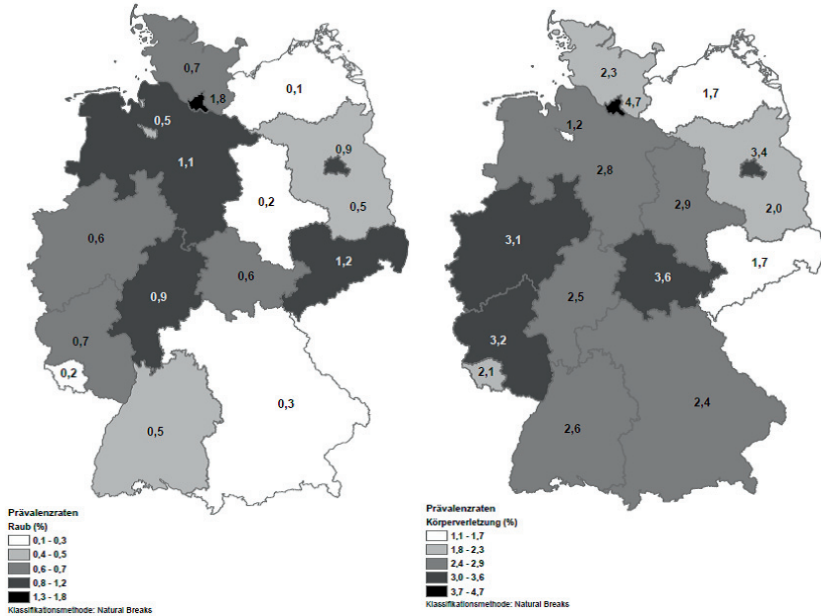 0,7
0,1
1,8
0,5
0,9
1,1
0,2
0,5
0,6
1,2
0,9
0,6
0,7
0,2
0,3
0,5
Prävalenzraten
Raub (%)
0,1 - 0,3
0,4 - 0,5
0,6 - 0,7
0,8 - 1,2
1,3 - 1,8
Klassifikationsmethode: Natural Breaks
2,3
1,7
4,7
1,2
3,4
2,8
2,9
2,0
3,1
1,7
3,6
2,5
3,2
2,1
2,4
2,6
Prävalenzraten
Körperverletzung (%)
1,1 - 1,7
1,8 - 2,3
2,4 - 2,9
3,0 - 3,6
3,7 - 4,7
Klassifikationsmethode: Natural Breaks